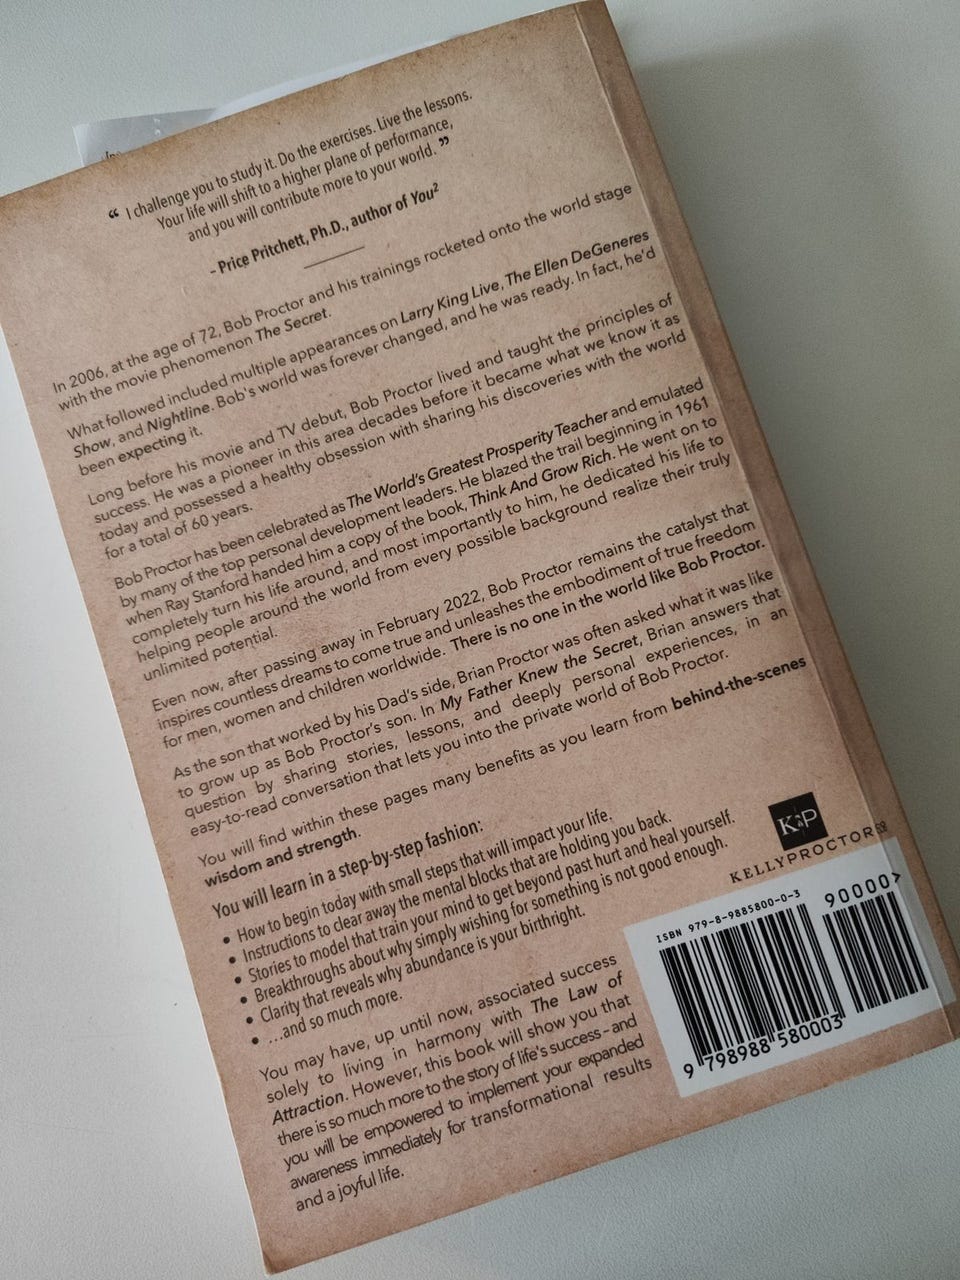 “ I challenge you to study it. Do the exercises. Live the lessons.
Your life will shift to a higher plane of performance,
and you will contribute more to your world. ”
- Price Pritchett, Ph.D., author of You²
In 2006, at the age of 72, Bob Proctor and his trainings rocketed onto the world stage
with the movie phenomenon The Secret.
What followed included multiple appearances on Larry King Live, The Ellen DeGeneres
Show, and Nightline. Bob's world was forever changed, and he was ready. In fact, he'd
been expecting it.
Long before his movie and TV debut, Bob Proctor lived and taught the principles of
success. He was a pioneer in this area decades before it became what we know it as
today and possessed a healthy obsession with sharing his discoveries with the world
for a total of 60 years.
Bob Proctor has been celebrated as The World's Greatest Prosperity Teacher and emulated
by many of the top personal development leaders. He blazed the trail beginning in 1961
when Ray Stanford handed him a copy of the book, Think And Grow Rich. He went on to
completely turn his life around, and most importantly to him, he dedicated his life to
helping people around the world from every possible background realize their truly
unlimited potential.
Even now, after passing away in February 2022, Bob Proctor remains the catalyst that
inspires countless dreams to come true and unleashes the embodiment of true freedom
for men, women and children worldwide. There is no one in the world like Bob Proctor.
As the son that worked by his Dad's side, Brian Proctor was often asked what it was like
to grow up as Bob Proctor's son. In My Father Knew the Secret, Brian answers that
question by sharing stories, lessons, and deeply personal experiences, in an
easy-to-read conversation that lets you into the private world of Bob Proctor.
You will find within these pages many benefits as you learn from behind-the-scenes
wisdom and strength.
You will learn in a step-by-step fashion:
• How to begin today with small steps that will impact your life.
• Instructions to clear away the mental blocks that are holding you back.
• Stories to model that train your mind to get beyond past hurt and heal yourself.
• Breakthroughs about why simply wishing for something is not good enough.
• Clarity that reveals why abundance is your birthright.
• ...and so much more.
You may have, up until now, associated success
solely to living in harmony with The Law of
Attraction. However, this book will show you that
there is so much more to the story of life's success – and
you will be empowered to implement your expanded
awareness immediately for transformational results
and a joyful life.
KP
KELLYPROCTOR
ISBN 979-8-9885800-0-3
90000>
9 798988 580003